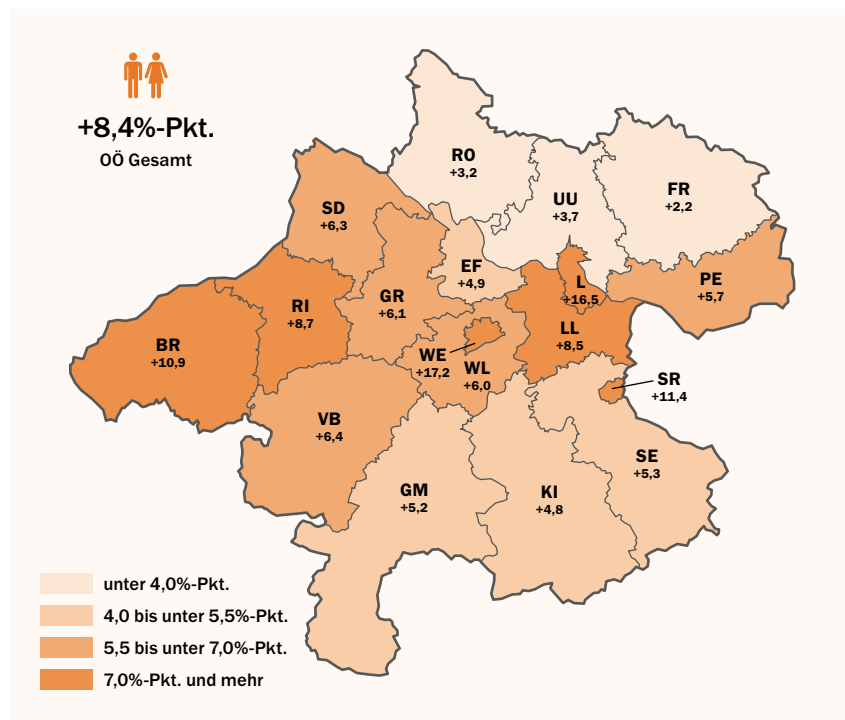 +8,4%-Pkt.
OÖ Gesamt
RO
+3,2
UU
+3,7
FR
+2,2
SD
+6,3
EF
+4,9
PE
+5,7
L
+16,5
RI
+8,7
GR
+6,1
LL
+8,5
BR
+10,9
WE
+17,2
WL
+6,0
SR
+11,4
VB
+6,4
SE
+5,3
GM
+5,2
KI
+4,8
unter 4,0%-Pkt.
4,0 bis unter 5,5%-Pkt.
5,5 bis unter 7,0%-Pkt.
7,0%-Pkt. und mehr